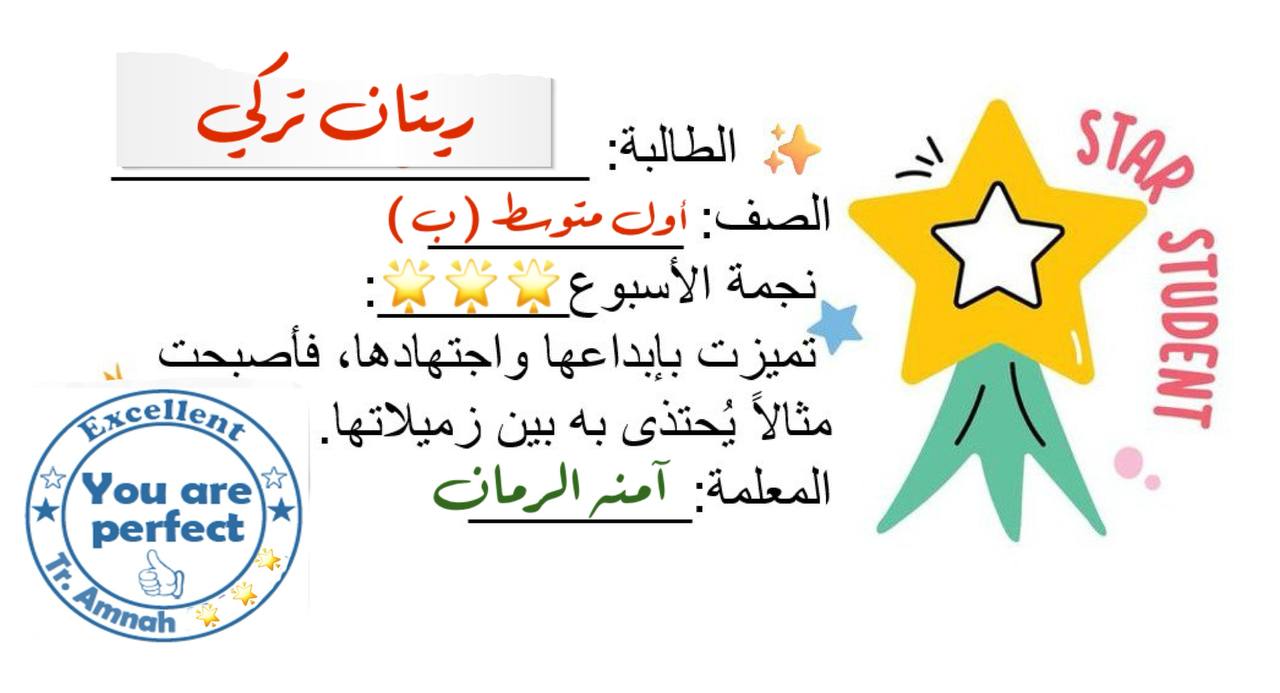 ✨ الطالبة: ريتان تركي
الصف: أول متوسط (ب)
نجمة الأسبوع🌟🌟🌟:
تميزت بإبداعها واجتهادها، فأصبحت
مثالاً يُحتذى به بين زميلاتها.
المعلمة: آمنه الرمان
STAR STUDENT
Excellent
You are
perfect
Tr. Amnah